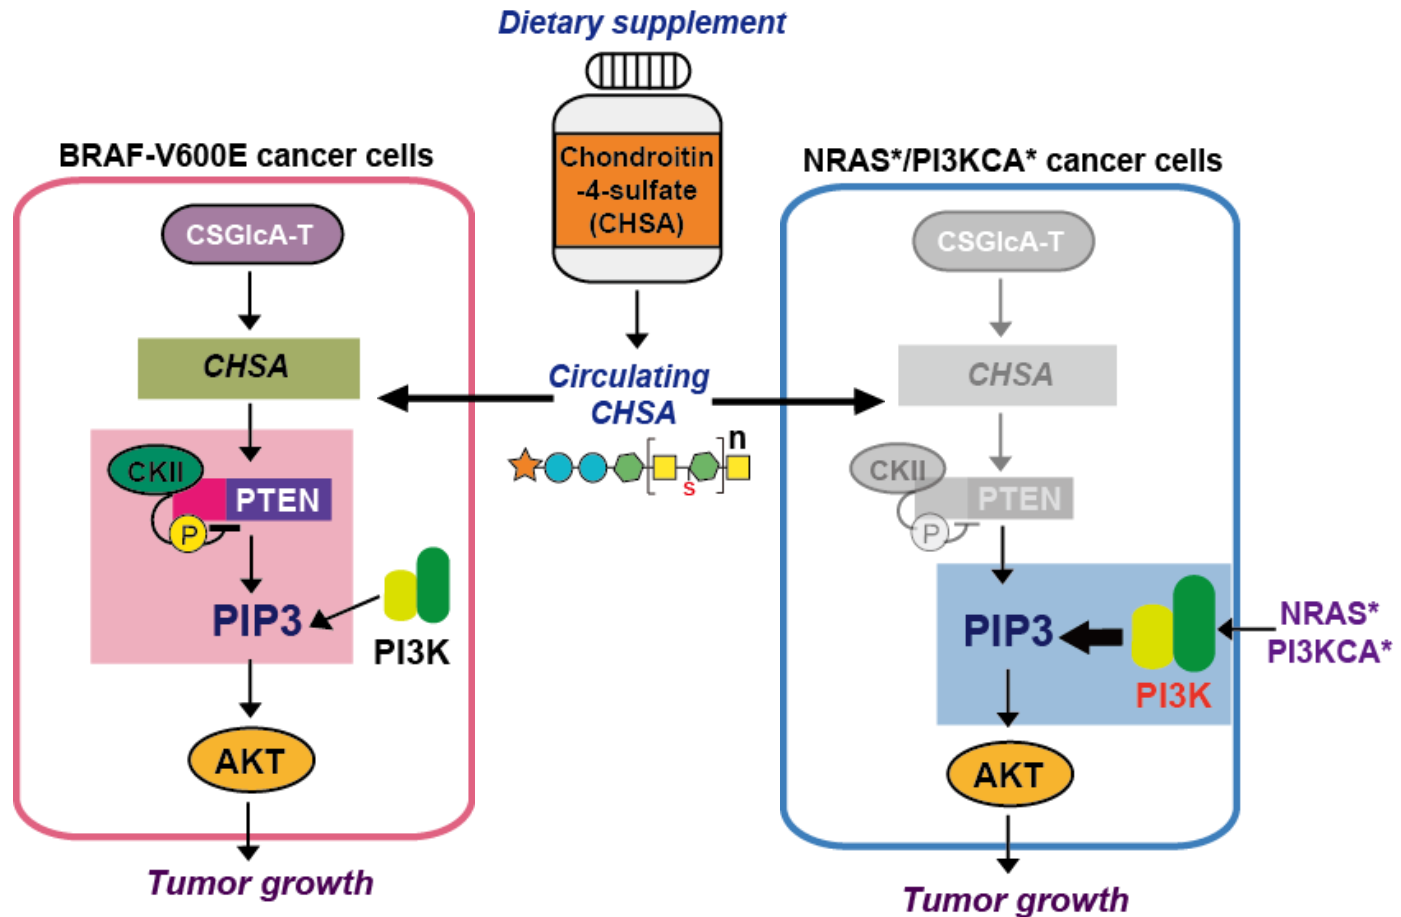 Dietary supplement
Chondroitin
-4-sulfate
(CHSA)
Circulating
CHSA
n
s
BRAF-V600E cancer cells
CSGlcA-T
CHSA
CKII
PTEN
P
PIP3
PI3K
AKT
Tumor growth
NRAS*/PI3KCA* cancer cells
CSGlcA-T
CHSA
CKII
PTEN
P
PIP3
PI3K
NRAS*
PI3KCA*
AKT
Tumor growth